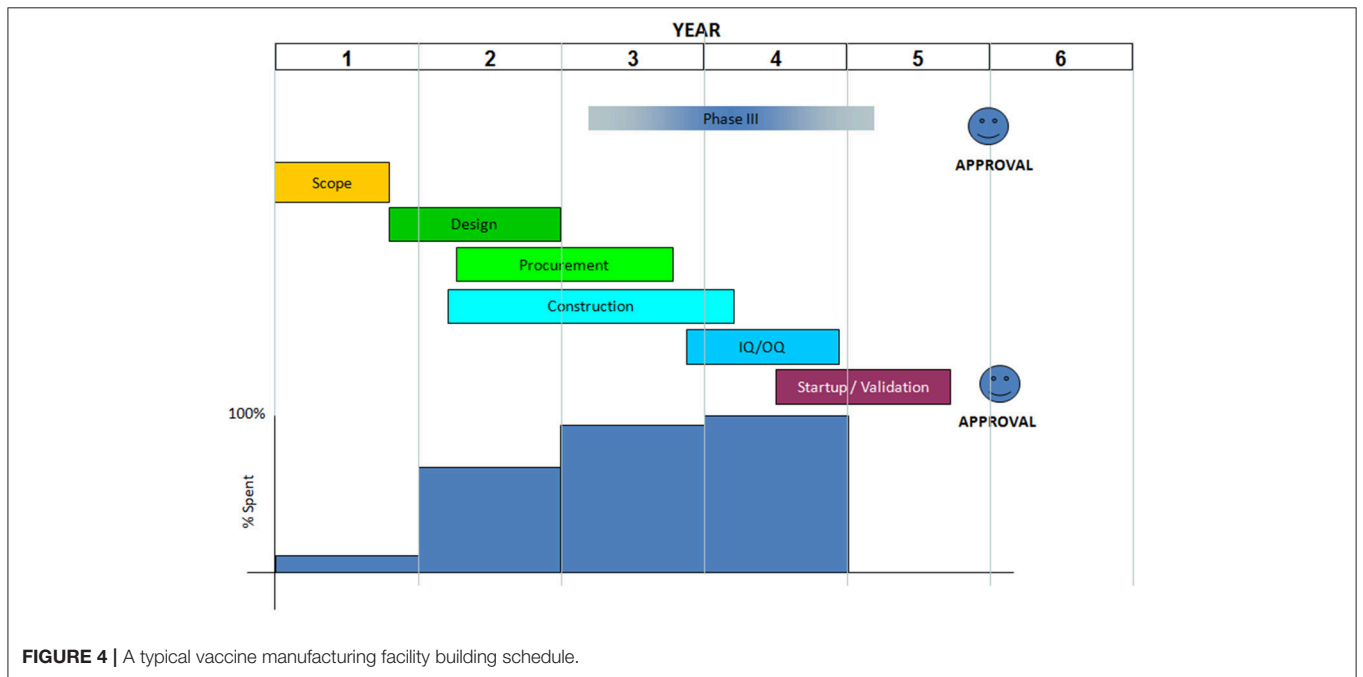 YEAR
1 2 3 4 5 6
Phase III
APPROVAL
Scope
Design
Procurement
Construction
IQ/OQ
Startup / Validation
APPROVAL
100%
% Spent
FIGURE 4 | A typical vaccine manufacturing facility building schedule.